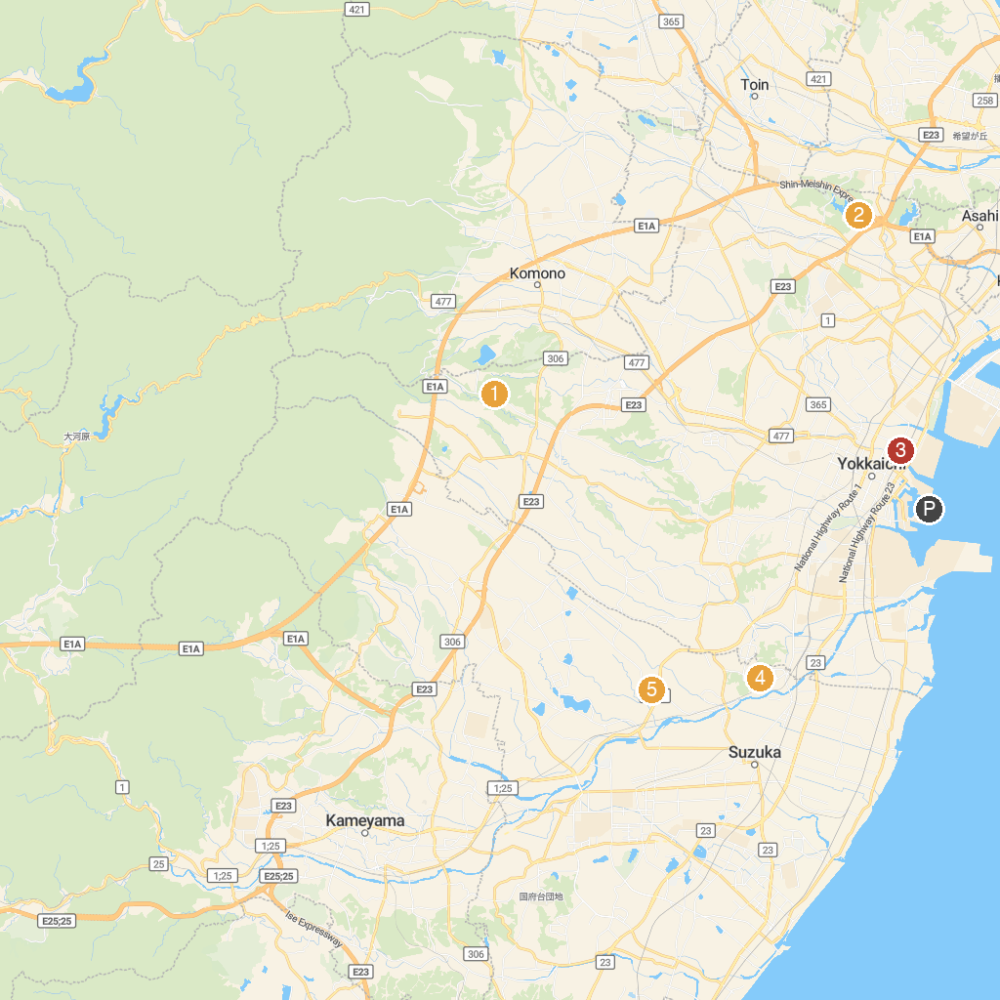 421
365
Toin
421
258
E23
希望が丘
Shin-Meishin Expre
2
Asahi
E1A
E1A
Komono
E23
477
1
306
477
E1A
1
E23
365
大河原
477
3
Yokkaichi
E23
E1A
P
National Highway Route 1
National Highway Route 23
E1A
E1A
E1A
306
23
4
5
E23
Suzuka
1
1;25
E23
Kameyama
23
1;25
23
25
1;25
E25;25
国府台団地
E25;25
Ise Expressway
306
23
E23